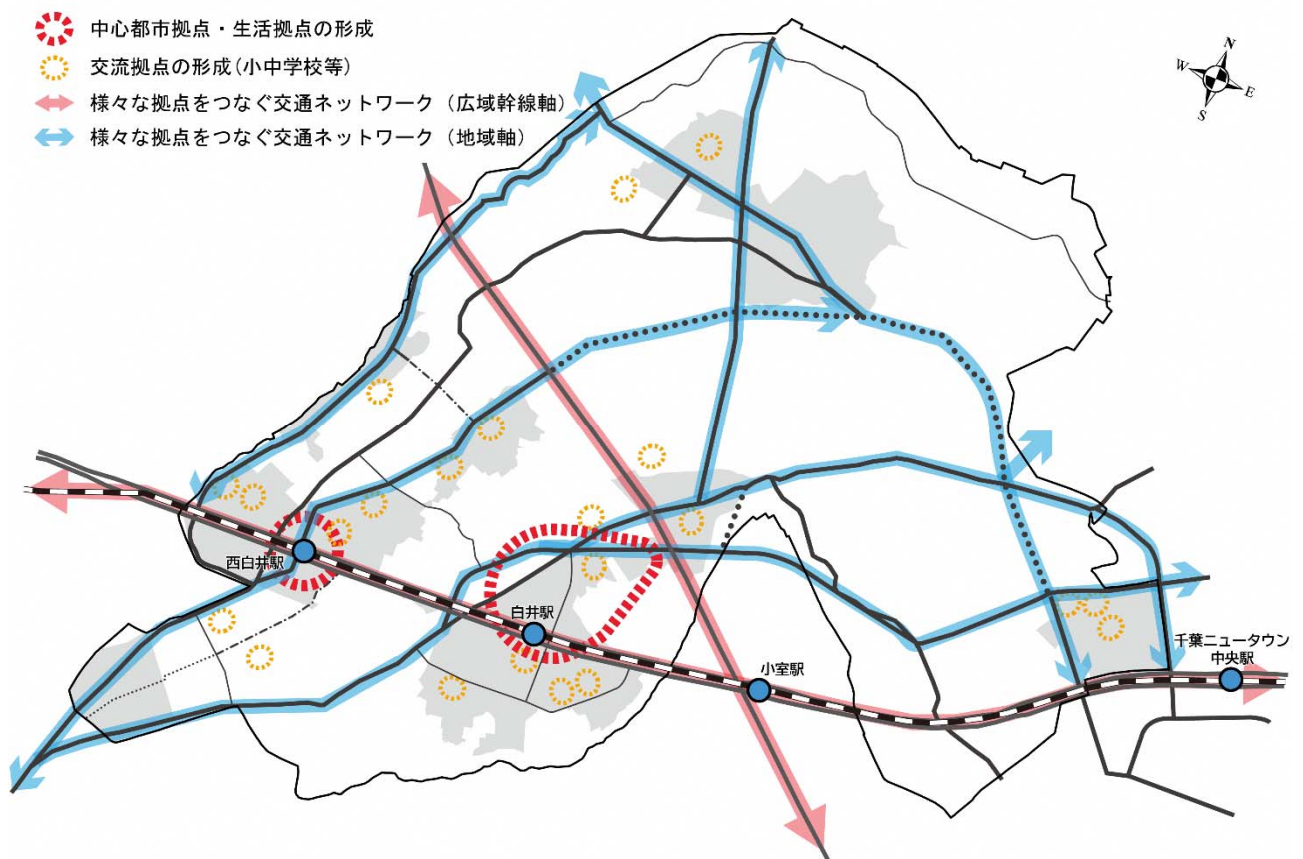 中心都市拠点・生活拠点の形成
交流拠点の形成(小中学校等)
様々な拠点をつなぐ交通ネットワーク（広域幹線軸）
様々な拠点をつなぐ交通ネットワーク（地域軸）
N
W
E
S
西白井駅
白井駅
小室駅
千葉ニュータウン
中央駅